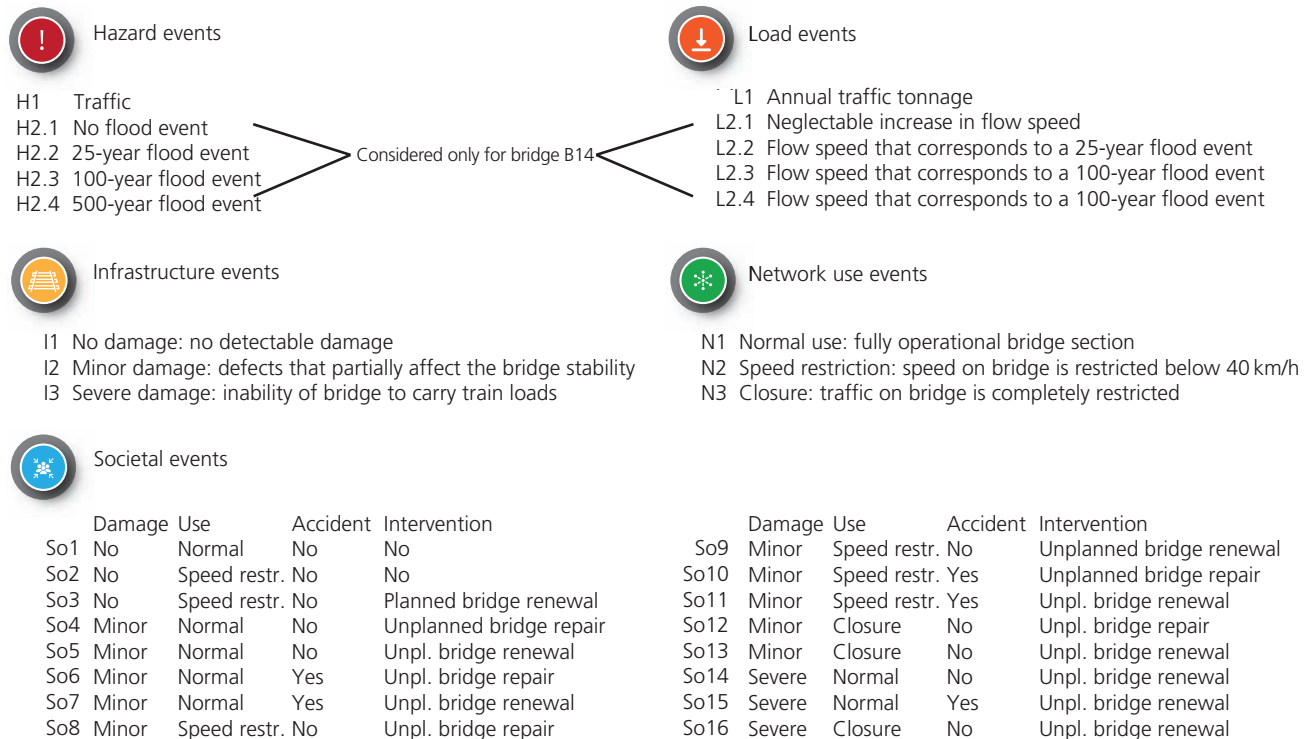 !
Hazard events
H1 Traffic
H2.1 No flood event
H2.2 25-year flood event
H2.3 100-year flood event
H2.4 500-year flood event
Considered only for bridge B14
Load events
L1 Annual traffic tonnage
L2.1 Neglectable increase in flow speed
L2.2 Flow speed that corresponds to a 25-year flood event
L2.3 Flow speed that corresponds to a 100-year flood event
L2.4 Flow speed that corresponds to a 100-year flood event
Infrastructure events
I1 No damage: no detectable damage
I2 Minor damage: defects that partially affect the bridge stability
I3 Severe damage: inability of bridge to carry train loads
Network use events
N1 Normal use: fully operational bridge section
N2 Speed restriction: speed on bridge is restricted below 40 km/h
N3 Closure: traffic on bridge is completely restricted
Societal events
Damage Use Accident Intervention
So1 No Normal No No
So2 No Speed restr. No No
So3 No Speed restr. No Planned bridge renewal
So4 Minor Normal No Unplanned bridge repair
So5 Minor Normal No Unpl. bridge renewal
So6 Minor Normal Yes Unpl. bridge repair
So7 Minor Normal Yes Unpl. bridge renewal
So8 Minor Speed restr. No Unpl. bridge repair
Damage Use Accident Intervention
So9 Minor Speed restr. No Unplanned bridge renewal
So10 Minor Speed restr. Yes Unplanned bridge repair
So11 Minor Speed restr. Yes Unpl. bridge renewal
So12 Minor Closure No Unpl. bridge repair
So13 Minor Closure No Unpl. bridge renewal
So14 Severe Normal No Unpl. bridge renewal
So15 Severe Normal Yes Unpl. bridge renewal
So16 Severe Closure No Unpl. bridge renewal